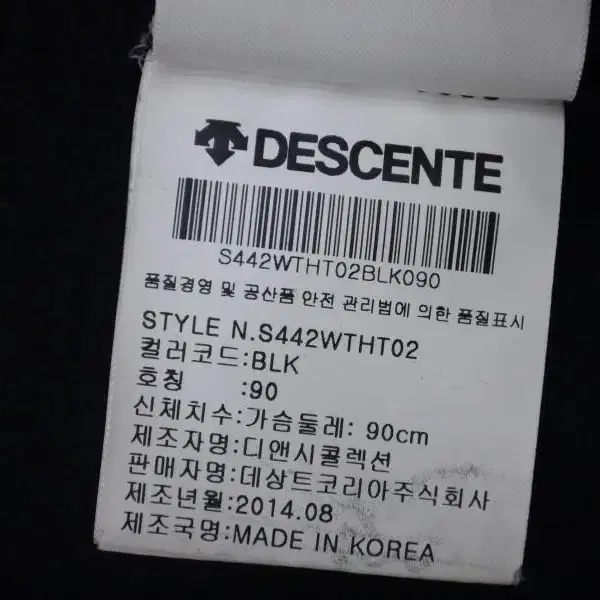 DESCENTE
S442WTHT02BLK090
품질경영 및 공산품 안전 관리법에 의한 품질표시
STYLE N.S442WTHT02
컬러코드:BLK
호칭 :90
신체치수:가슴둘레: 90cm
제조자명:디앤시콜렉션
판매자명:데상트코리아주식회사
제조년월:2014.08
제조국명:MADE IN KOREA